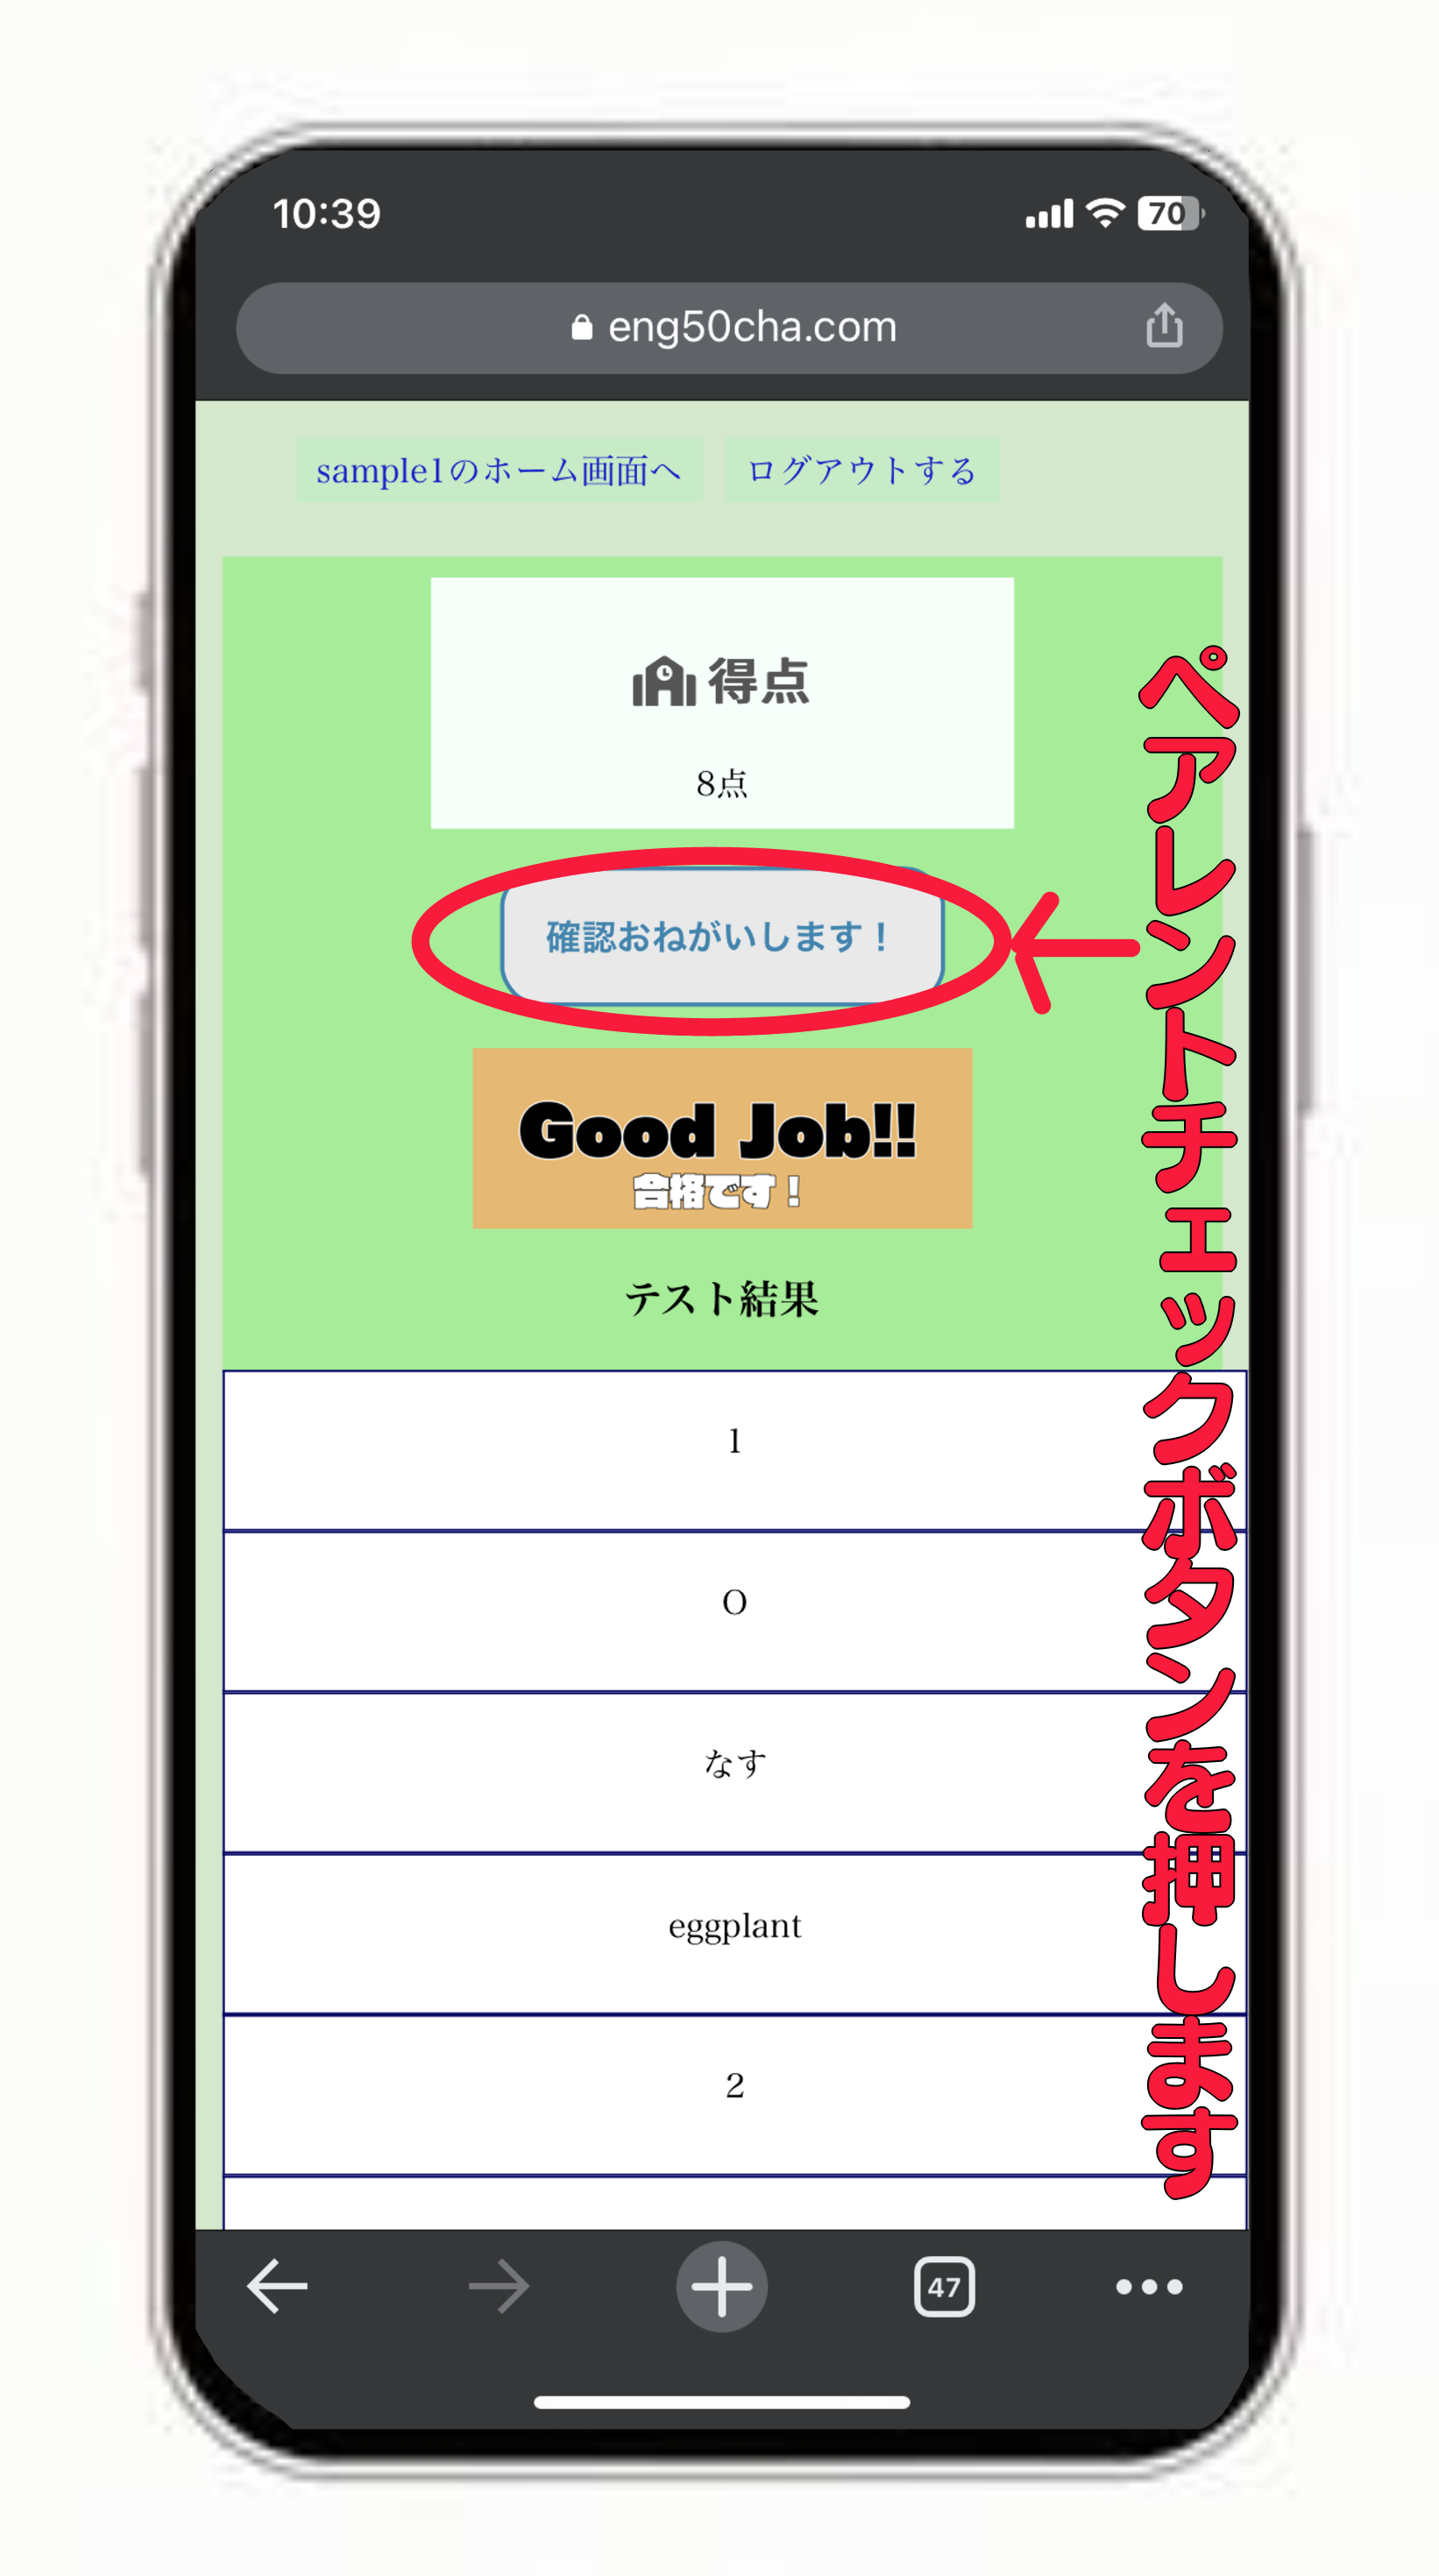 10:39
70
eng50cha.com
sample1のホーム画面へ ログアウトする
得点
8点
確認おねがいします！
Good Job!!
合格です！
テスト結果
1
O
なす
eggplant
2
47
ペアレントチェックボタンを押します